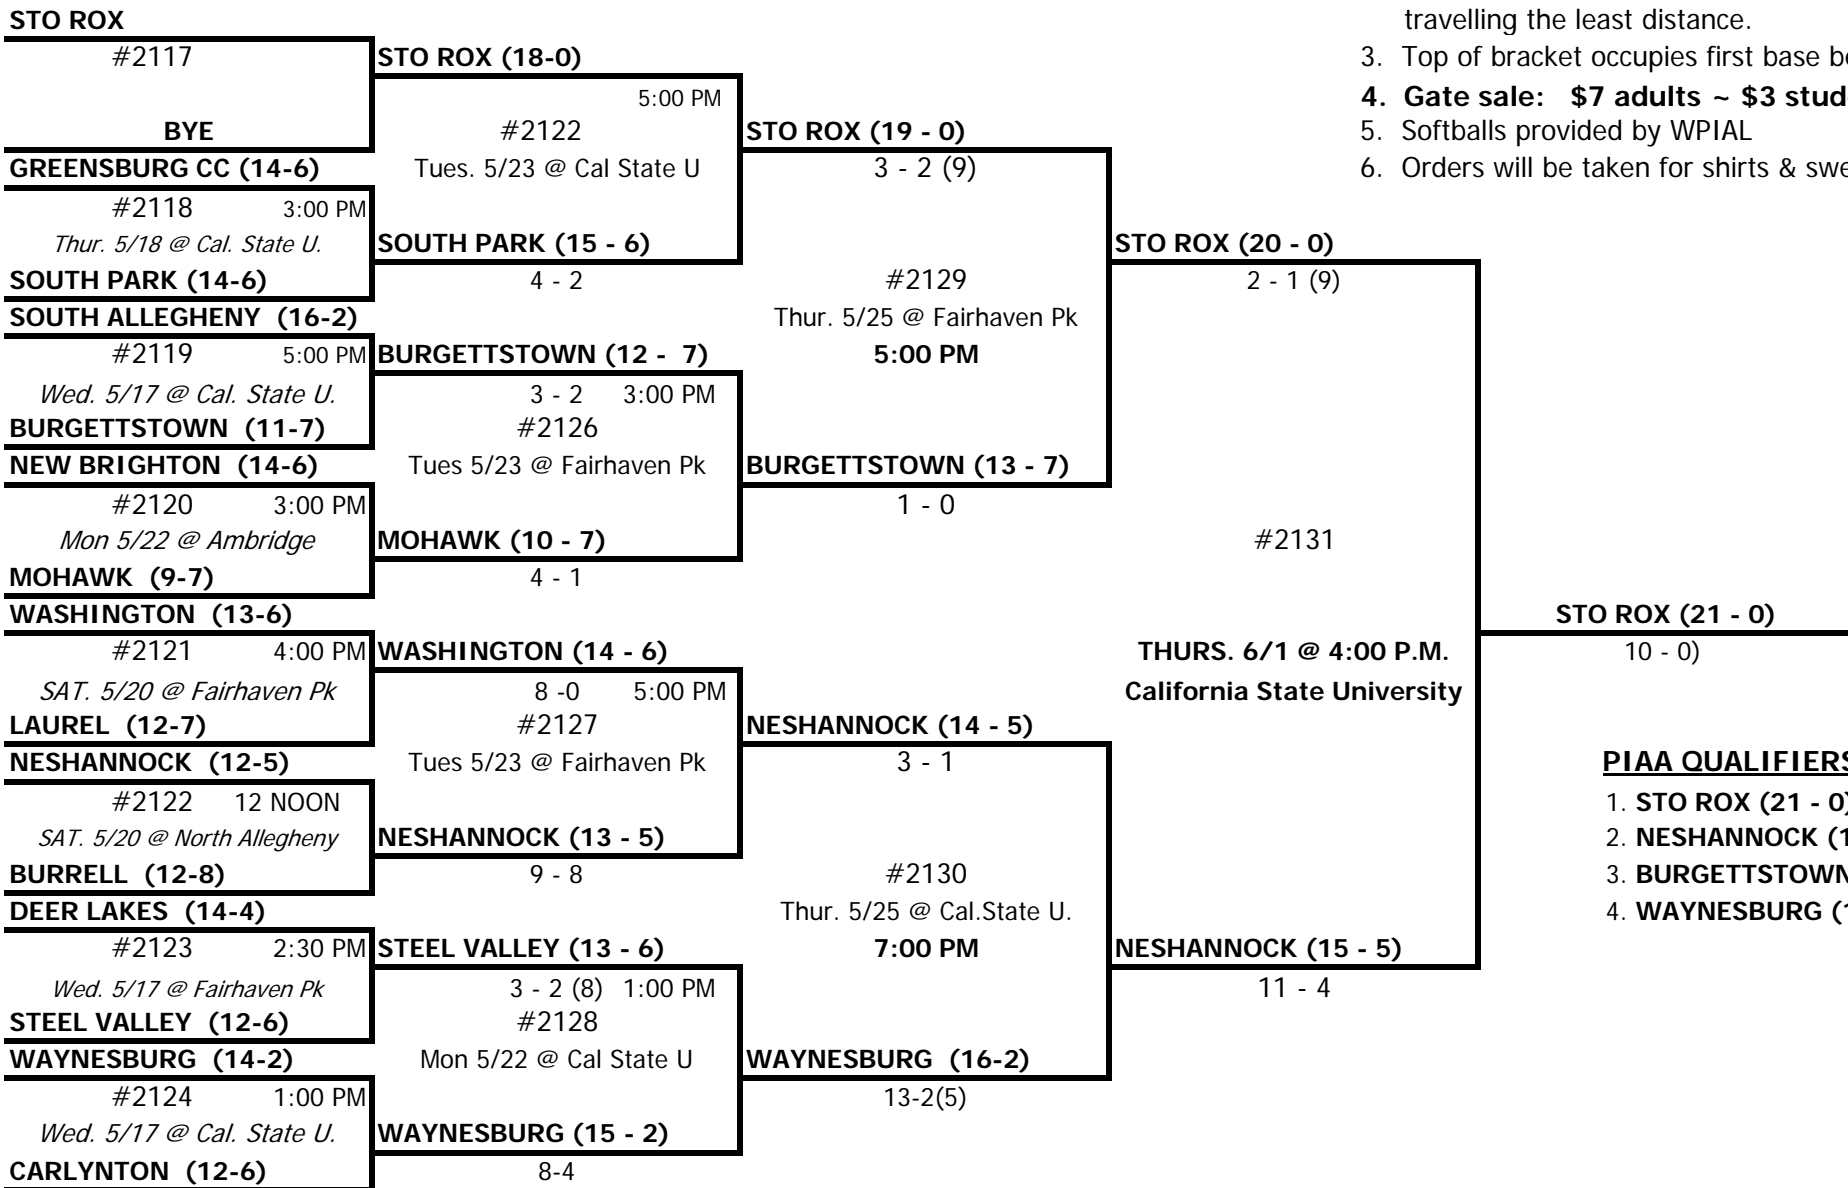 STO ROX
#2117
BYE
GREENSBURG CC (14-6)
#2118 3:00 PM
Thur. 5/18 @ Cal. State U.
SOUTH PARK (14-6)
SOUTH ALLEGHENY (16-2)
#2119 5:00 PM
Wed. 5/17 @ Cal. State U.
BURGETTSTOWN (11-7)
NEW BRIGHTON (14-6)
#2120 3:00 PM
Mon 5/22 @ Ambridge
MOHAWK (9-7)
WASHINGTON (13-6)
#2121 4:00 PM
SAT. 5/20 @ Fairhaven Pk
LAUREL (12-7)
NESHANNOCK (12-5)
#2122 12 NOON
SAT. 5/20 @ North Allegheny
BURRELL (12-8)
DEER LAKES (14-4)
#2123 2:30 PM
Wed. 5/17 @ Fairhaven Pk
STEEL VALLEY (12-6)
WAYNESBURG (14-2)
#2124 1:00 PM
Wed. 5/17 @ Cal. State U.
CARLYNTON (12-6)
STO ROX (18-0)
5:00 PM
#2122
Tues. 5/23 @ Cal State U
SOUTH PARK (15 - 6)
4 - 2
BURGETTSTOWN (12 - 7)
3 - 2 3:00 PM
#2126
Tues 5/23 @ Fairhaven Pk
MOHAWK (10 - 7)
4 - 1
WASHINGTON (14 - 6)
8 -0 5:00 PM
#2127
Tues 5/23 @ Fairhaven Pk
NESHANNOCK (13 - 5)
9 - 8
STEEL VALLEY (13 - 6)
3 - 2 (8) 1:00 PM
#2128
Mon 5/22 @ Cal State U
WAYNESBURG (15 - 2)
8-4
STO ROX (19 - 0)
3 - 2 (9)
#2129
Thur. 5/25 @ Fairhaven Pk
5:00 PM
BURGETTSTOWN (13 - 7)
1 - 0
NESHANNOCK (14 - 5)
3 - 1
#2130
Thur. 5/25 @ Cal.State U.
7:00 PM
WAYNESBURG (16-2)
13-2(5)
STO ROX (20 - 0)
2 - 1 (9)
#2131
THURS. 6/1 @ 4:00 P.M.
California State University
NESHANNOCK (15 - 5)
11 - 4
travelling the least distance.
3. Top of bracket occupies first base
4. Gate sale: $7 adults ~ $3
5. Softballs provided by WPIAL
6. Orders will be taken for shirts &
STO ROX (21 - 0)
10 - 0)
PIAA QUALIFIERS
1. STO ROX (21 - 0)
2. NESHANNOCK
3. BURGETTSTOWN
4. WAYNESBURG